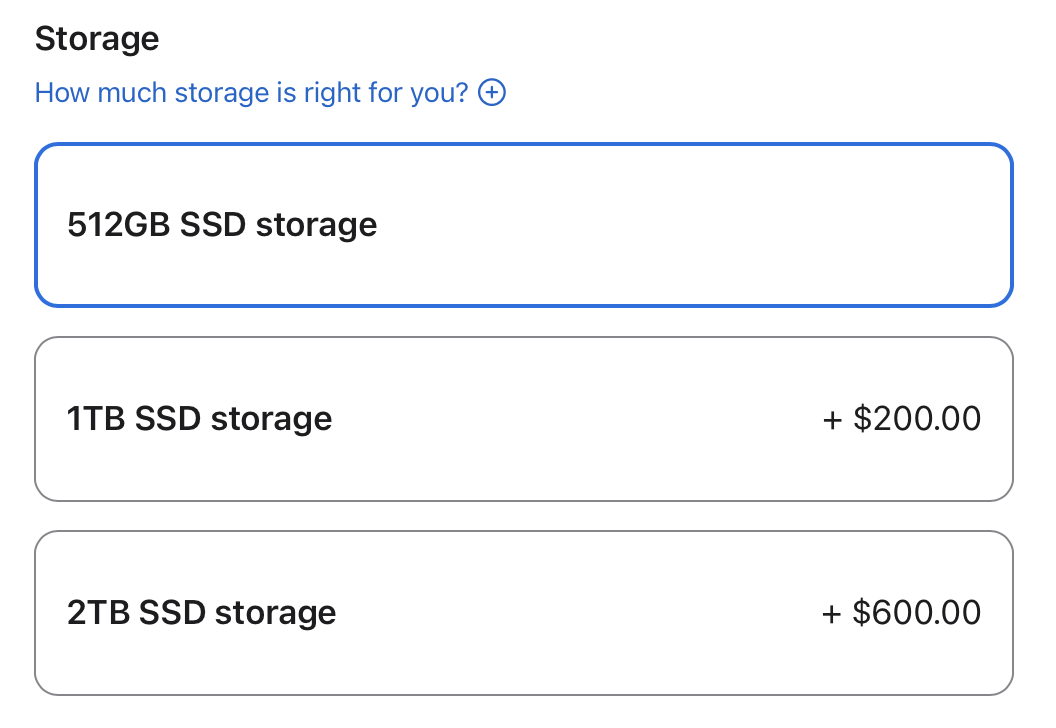 Storage
How much storage is right for you?
512GB SSD storage
1TB SSD storage + $200.00
2TB SSD storage + $600.00